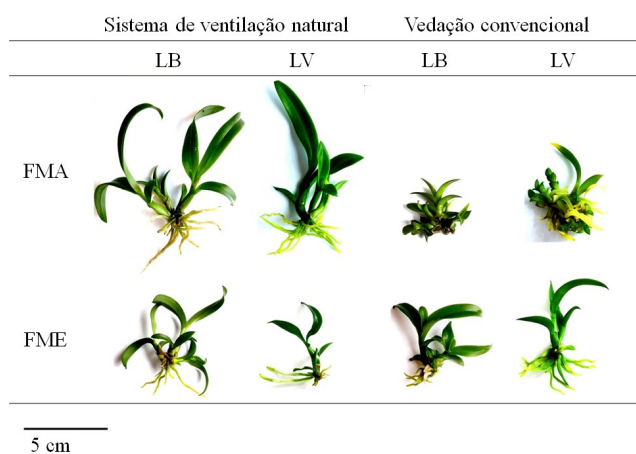 Sistema de ventilação natural Vedação convencional
LB LV LB LV
FMA
FME
5 cm